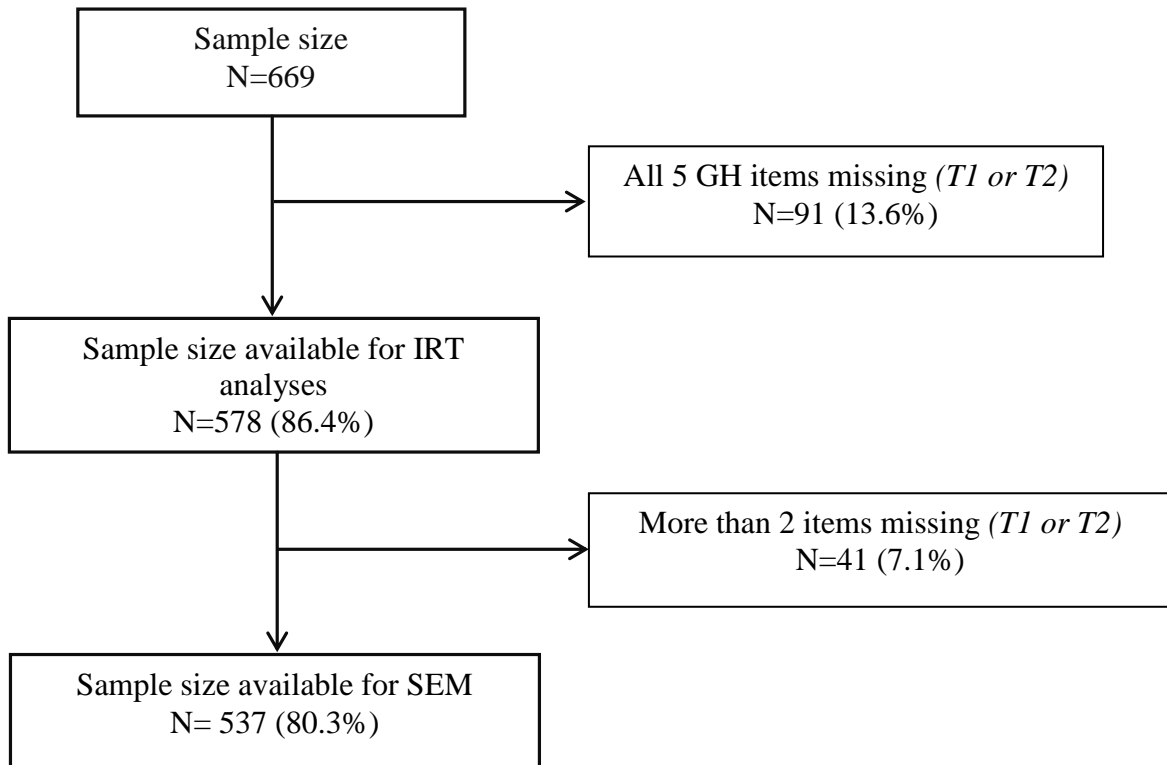 Sample size
N=669
All 5 GH items missing (T1 or T2)
N=91 (13.6%)
Sample size available for IRT
analyses
N=578 (86.4%)
More than 2 items missing (T1 or T2)
N=41 (7.1%)
Sample size available for SEM
N= 537 (80.3%)